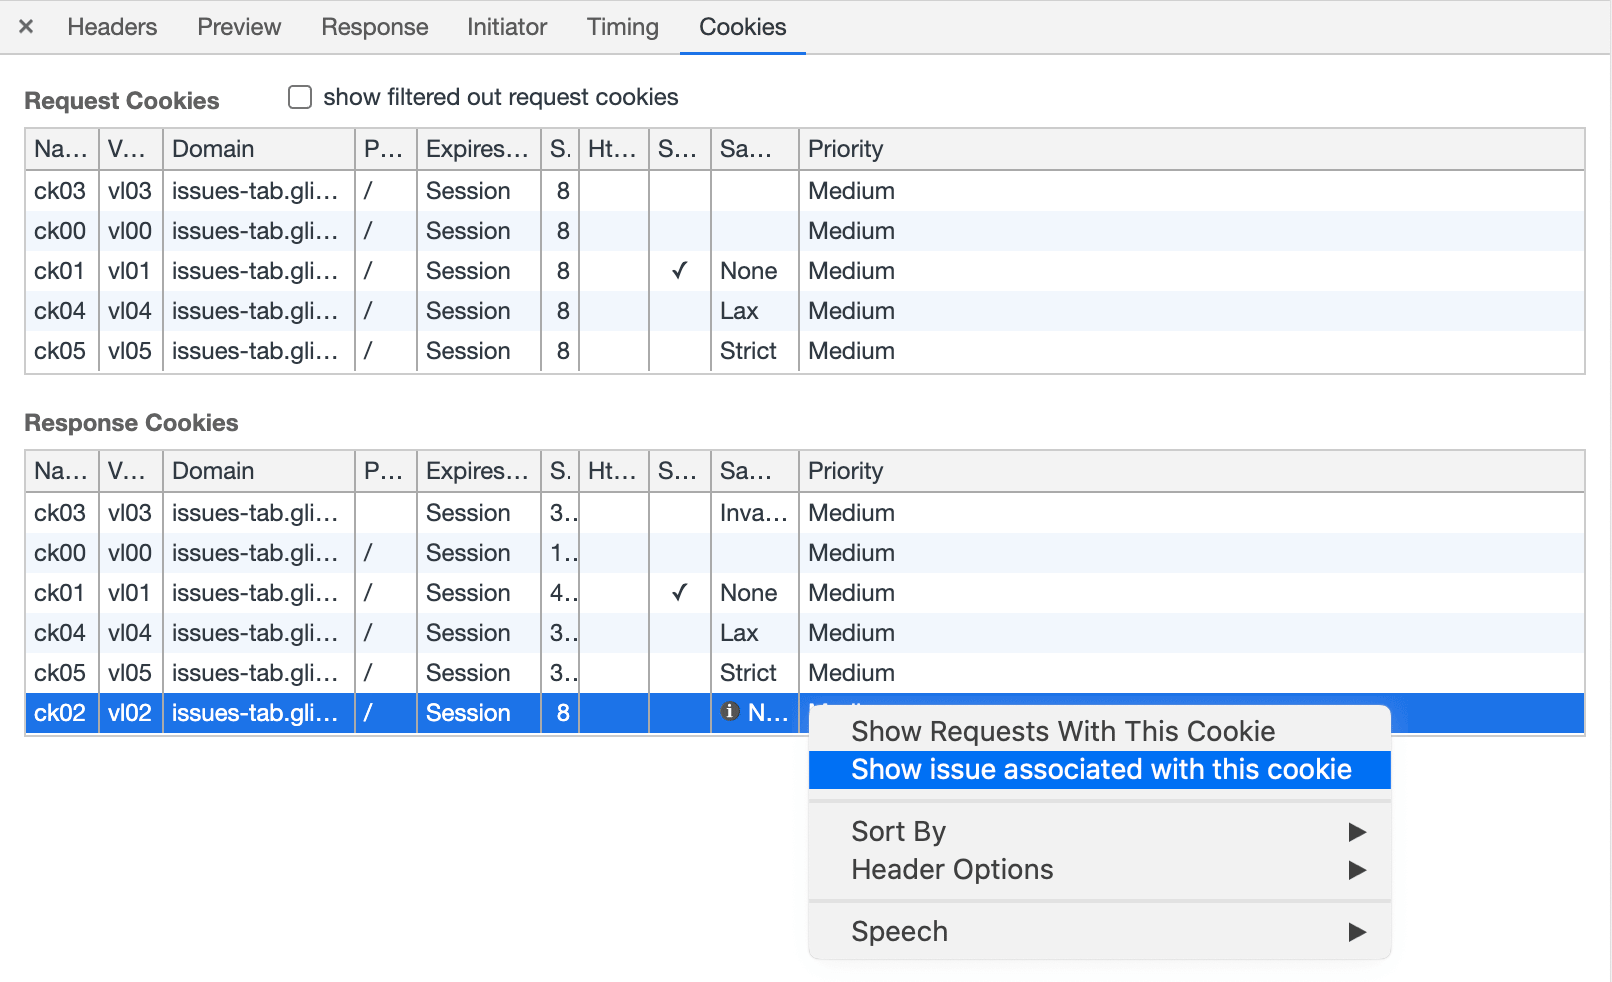 ✕ Headers Preview Response Initiator Timing Cookies
Request Cookies show filtered out request cookies
Na… V… Domain P… Expires… S. Ht… S… Sa… Priority
ck03 vl03 issues-tab.gli… / Session 8 Medium
ck00 vl00 issues-tab.gli… / Session 8 Medium
ck01 vl01 issues-tab.gli… / Session 8 ✓ None Medium
ck04 vl04 issues-tab.gli… / Session 8 Lax Medium
ck05 vl05 issues-tab.gli… / Session 8 Strict Medium
Response Cookies
Na… V… Domain P… Expires… S. Ht… S… Sa… Priority
ck03 vl03 issues-tab.gli… Session 3.. Inva… Medium
ck00 vl00 issues-tab.gli… / Session 1.. Medium
ck01 vl01 issues-tab.gli… / Session 4.. ✓ None Medium
ck04 vl04 issues-tab.gli… / Session 3.. Lax Medium
ck05 vl05 issues-tab.gli… / Session 3.. Strict Medium
ck02 vl02 issues-tab.gli… / Session 8 N…
Show Requests With This Cookie
Show issue associated with this cookie
Sort By
Header Options
Speech